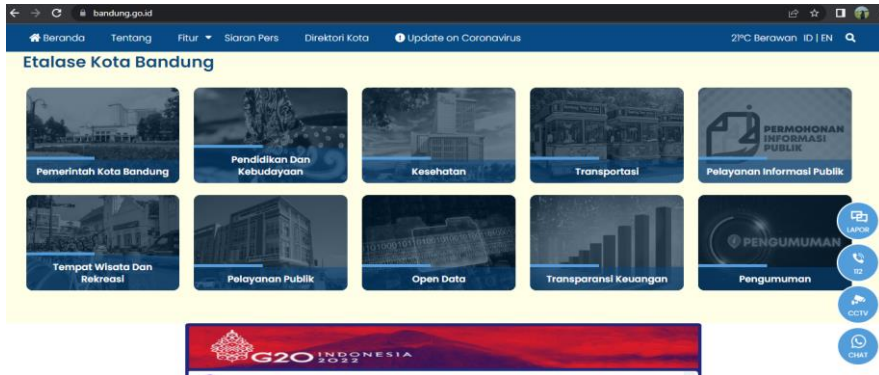 bandung.go.id
Beranda Tentang Fitur Siaran Pers Direktori Kota Update on Coronavirus 21°C Berawan ID | EN
Etalase Kota Bandung
PERMOHONAN
INFORMASI
PUBLIK
Pemerintah Kota Bandung
Pendidikan Dan
Kebudayaan
Kesehatan
Transportasi
Pelayanan Informasi Publik
PENGUMUMAN
Tempat Wisata Dan
Rekreasi
Pelayanan Publik
Open Data
Transparansi Keuangan
Pengumuman
LAPOR
112
CCTV
CHAT
G20 INDONESIA
2022